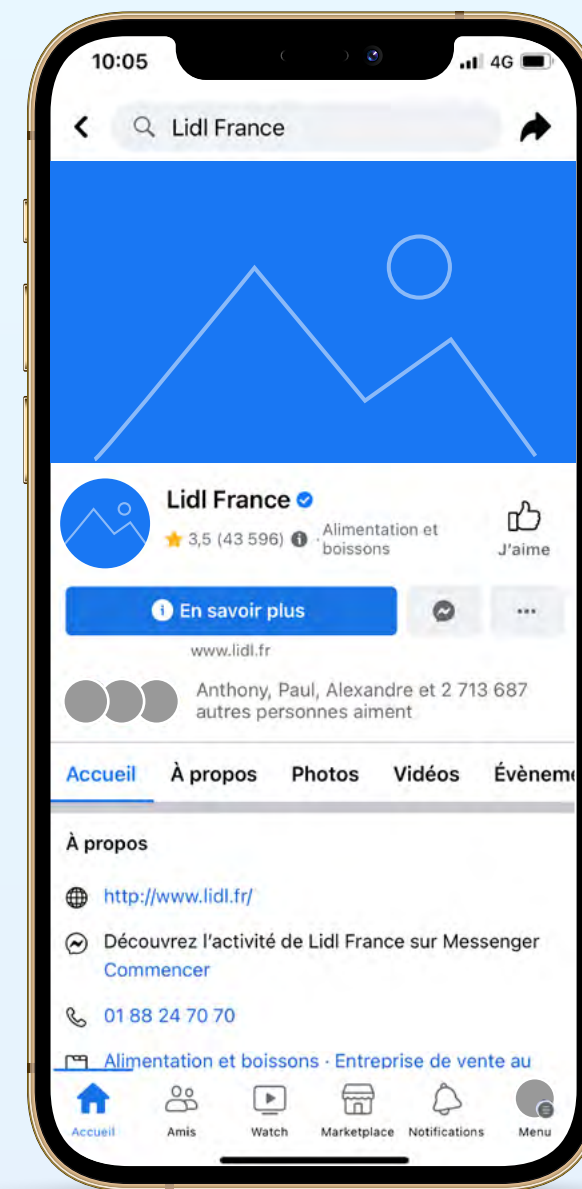 10:05
4G
Lidl France
Lidl France
3,5 (43 596) · Alimentation et
boissons
J'aime
En savoir plus
...
www.lidl.fr
Anthony, Paul, Alexandre et 2 713 687
autres personnes aiment
Accueil À propos Photos Vidéos Évèneme
À propos
http://www.lidl.fr/
Découvrez l'activité de Lidl France sur Messenger
Commencer
01 88 24 70 70
Alimentation et boissons · Entreprise de vente au
Accueil Amis Watch Marketplace Notifications Menu